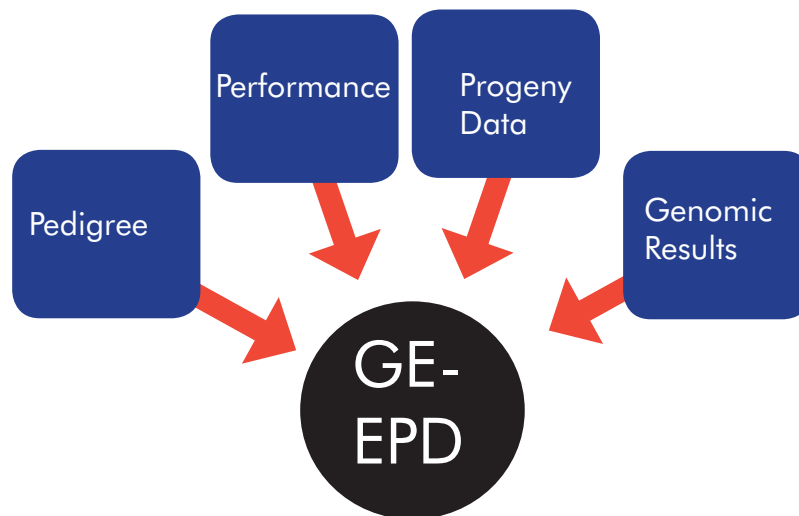 Pedigree
Performance
Progeny
Data
Genomic
Results
GE-
EPD